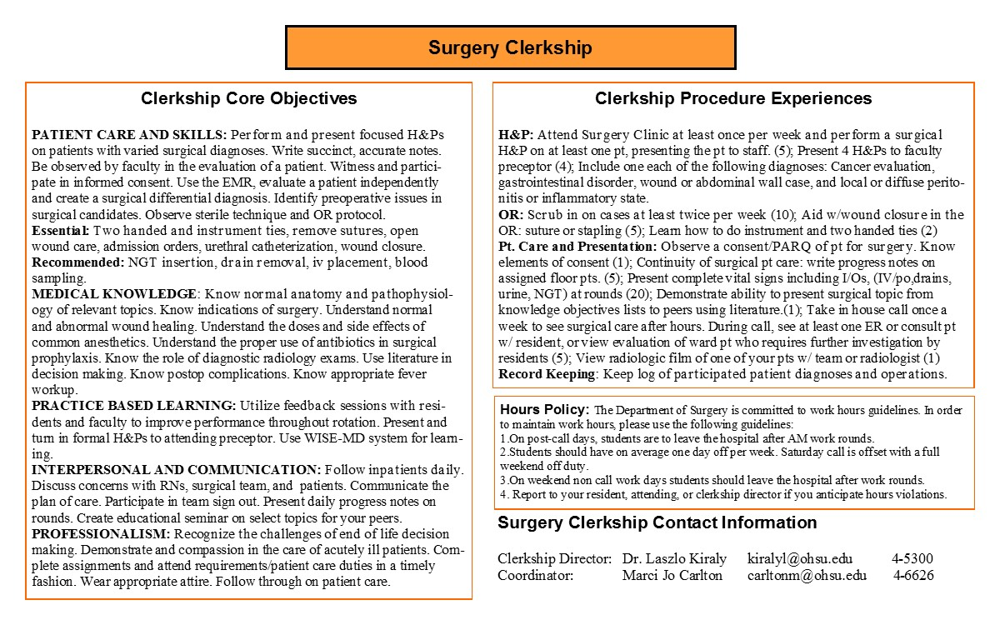 Surgery Clerkship
Clerkship Core Objectives
PATIENT CARE AND SKILLS: Perform and present focused H&Ps
on patients with varied surgical diagnoses. Write succinct, accurate notes.
Be observed by faculty in the evaluation of a patient. Witness and partici-
pate in informed consent. Use the EMR, evaluate a patient independently
and create a surgical differential diagnosis. Identify preoperative issues in
surgical candidates. Observe sterile technique and OR protocol.
Essential: Two handed and instrument ties, remove sutures, open
wound care, admission orders, urethral catheterization, wound closure.
Recommended: NGT insertion, drain removal, iv placement, blood
sampling.
MEDICAL KNOWLEDGE: Know normal anatomy and pathophysiol-
ogy of relevant topics. Know indications of surgery. Understand normal
and abnormal wound healing. Understand the doses and side effects of
common anesthetics. Understand the proper use of antibiotics in surgical
prophylaxis. Know the role of diagnostic radiology exams. Use literature in
decision making. Know postop complications. Know appropriate fever
workup.
PRACTICE BASED LEARNING: Utilize feedback sessions with resi-
dents and faculty to improve performance throughout rotation. Present and
turn in formal H&Ps to attending preceptor. Use WISE-MD system for learn-
ing.
INTERPERSONAL AND COMMUNICATION: Follow inpatients daily.
Discuss concerns with RNs, surgical team, and patients. Communicate the
plan of care. Participate in team sign out. Present daily progress notes on
rounds. Create educational seminar on select topics for your peers.
PROFESSIONALISM: Recognize the challenges of end of life decision
making. Demonstrate and compassion in the care of acutely ill patients. Com-
plete assignments and attend requirements/patient care duties in a timely
fashion. Wear appropriate attire. Follow through on patient care.
Clerkship Procedure Experiences
H&P: Attend Surgery Clinic at least once per week and perform a surgical
H&P on at least one pt, presenting the pt to staff. (5); Present 4 H&Ps to faculty
preceptor (4); Include one each of the following diagnoses: Cancer evaluation,
gastrointestinal disorder, wound or abdominal wall case, and local or diffuse perito-
nitis or inflammatory state.
OR: Scrub in on cases at least twice per week (10); Aid w/wound closure in the
OR: suture or stapling (5); Learn how to do instrument and two handed ties (2)
Pt. Care and Presentation: Observe a consent/PARQ of pt for surgery. Know
elements of consent (1); Continuity of surgical pt care: write progress notes on
assigned floor pts. (5); Present complete vital signs including I/Os, (IV/po,drains,
urine, NGT) at rounds (20); Demonstrate ability to present surgical topic from
knowledge objectives lists to peers using literature.(1); Take in house call once a
week to see surgical care after hours. During call, see at least one ER or consult pt
w/ resident, or view evaluation of ward pt who requires further investigation by
residents (5); View radiologic film of one of your pts w/ team or radiologist (1)
Record Keeping: Keep log of participated patient diagnoses and operations.
Hours Policy: The Department of Surgery is committed to work hours guidelines. In order
to maintain work hours, please use the following guidelines:
1.On post-call days, students are to leave the hospital after AM work rounds.
2.Students should have on average one day off per week. Saturday call is offset with a full
weekend off duty.
3.On weekend non call work days students should leave the hospital after work rounds.
4. Report to your resident, attending, or clerkship director if you anticipate hours violations.
Surgery Clerkship Contact Information
Clerkship Director: Dr. Laszlo Kiraly kiralyl@ohsu.edu 4-5300
Coordinator: Marci Jo Carlton carltonm@ohsu.edu 4-6626